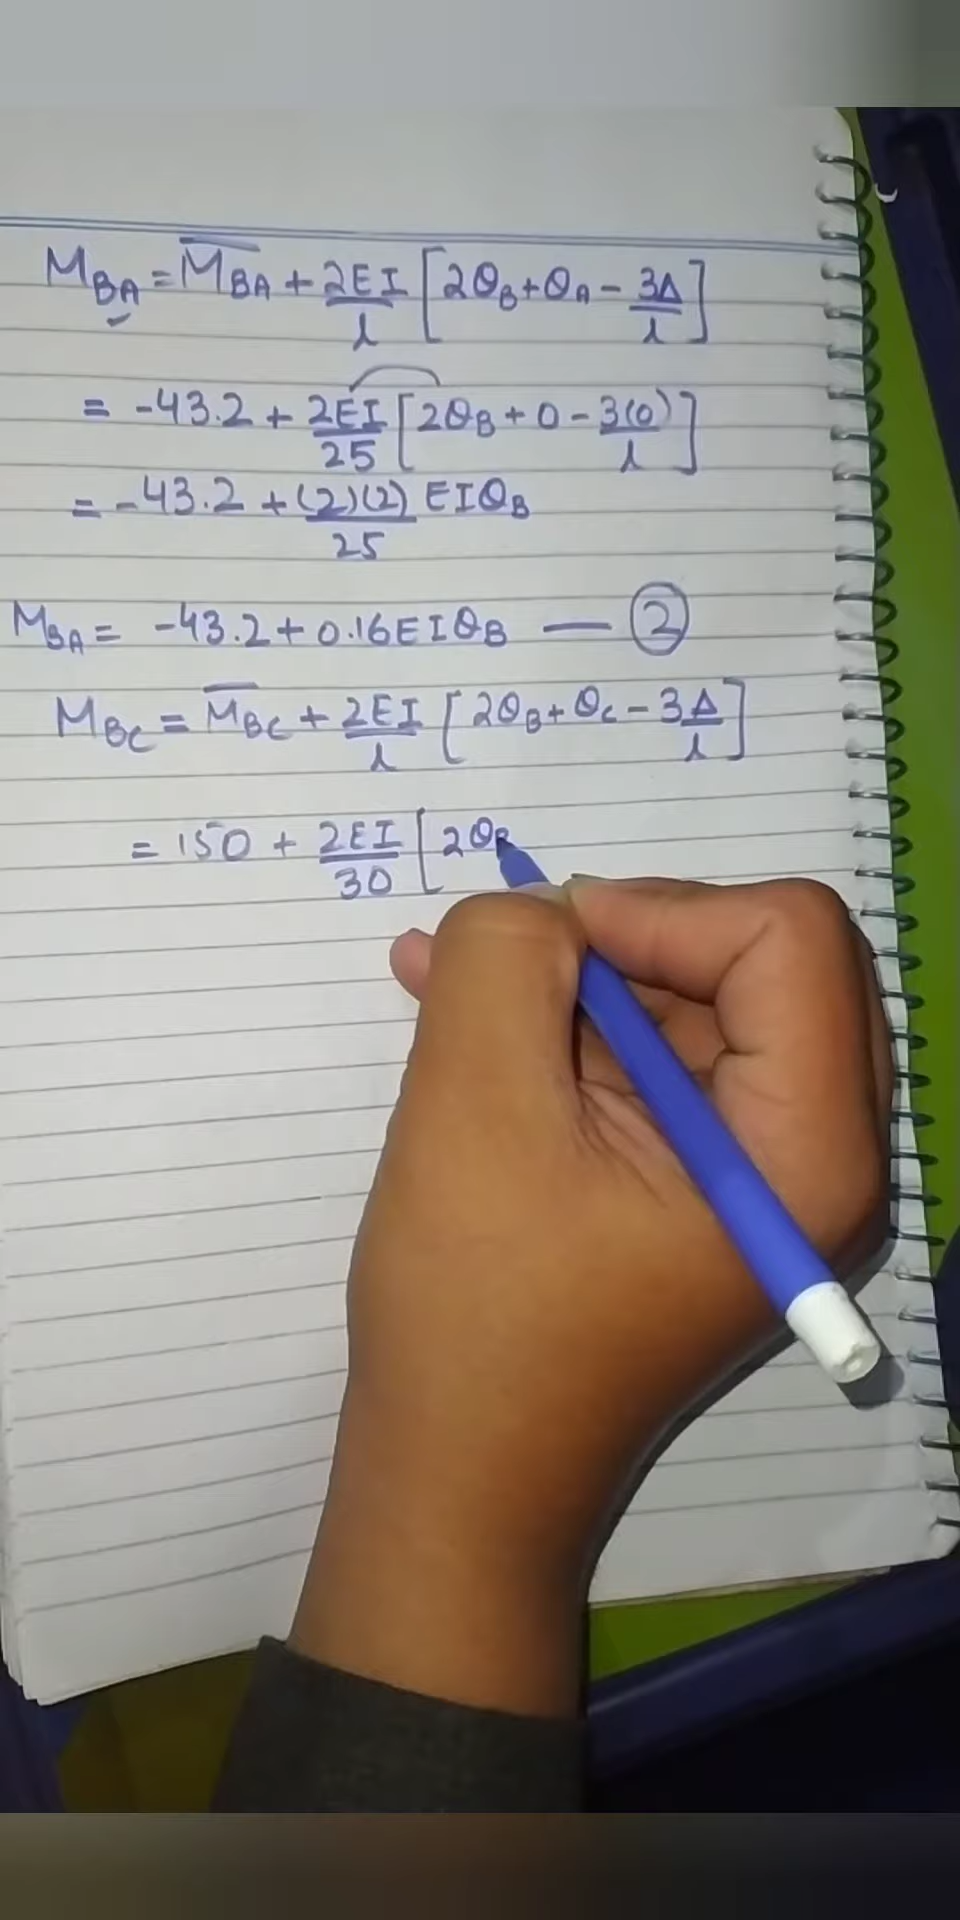 M_BA = M̅_BA + 2EI/l [2θ_B + θ_A - 3Δ/l]
= -43.2 + 2EI/25 [2θ_B + 0 - 3(0)/l]
= -43.2 + (2)(2)/25 EIθ_B
M_BA = -43.2 + 0.16EIθ_B — ②
M_BC = M̅_BC + 2EI/l [2θ_B + θ_C - 3Δ/l]
= 150 + 2EI/30 [2θ_B